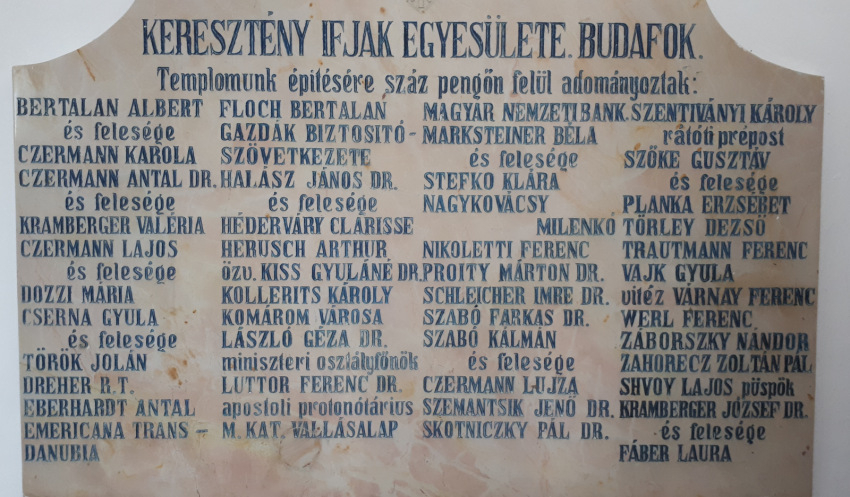 KERESZTÉNY IFJAK EGYESÜLETE. BUDAFOK.
Templomunk építésére száz pengőn felül adományoztak:
BERTALAN ALBERT
és felesége
CZERMANN KAROLA
CZERMANN ANTAL DR.
és felesége
KRAMBERGER VALÉRIA
CZERMANN LAJOS
és felesége
DOZZI MÁRIA
CSERNA GYULA
és felesége
TÖRÖK JOLÁN
DREHER R.T.
EBERHARDT ANTAL
EMERICANA TRANS -
DANUBIA
FLOCH BERTALAN
GAZDÁK BIZTOSITÓ -
SZÖVETKEZETE
HALÁSZ JÁNOS DR.
és felesége
HÉDERVÁRY CLARISSE
HERUSCH ARTHUR
özv. KISS GYULÁNÉ DR.
KOLLERITS KÁROLY
KOMÁROM VÁROSA
LÁSZLÓ GÉZA DR.
miniszteri osztályfőnök
LUTTOR FERENC DR.
apostoli protonótárius
M. KAT. VALLÁSALAP
MAGYAR NEMZETI BANK.
MARKSTEINER BÉLA
és felesége
STEFKO KLÁRA
NAGYKOVÁCSY
MILENKÓ
NIKOLETTI FERENC
PROITY MÁRTON DR.
SCHLEICHER IMRE DR.
SZABÓ FARKAS DR.
SZABÓ KÁLMÁN
és felesége
CZERMANN LUJZA
SZEMANTSIK JENŐ DR.
SKOTNICZKY PÁL DR.
SZENTIVÁNYI KÁROLY
rátóti prépost
SZŐKE GUSZTÁV
és felesége
PLANKA ERZSÉBET
TÖRLEY DEZSŐ
TRAUTMANN FERENC
VAJK GYULA
vitéz VÁRNAY FERENC
WERL FERENC
ZÁBORSZKY NÁNDOR
ZAHORECZ ZOLTÁN PÁL
SHVOY LAJOS püspök
KRAMBERGER JÓZSEF DR.
és felesége
FÁBER LAURA